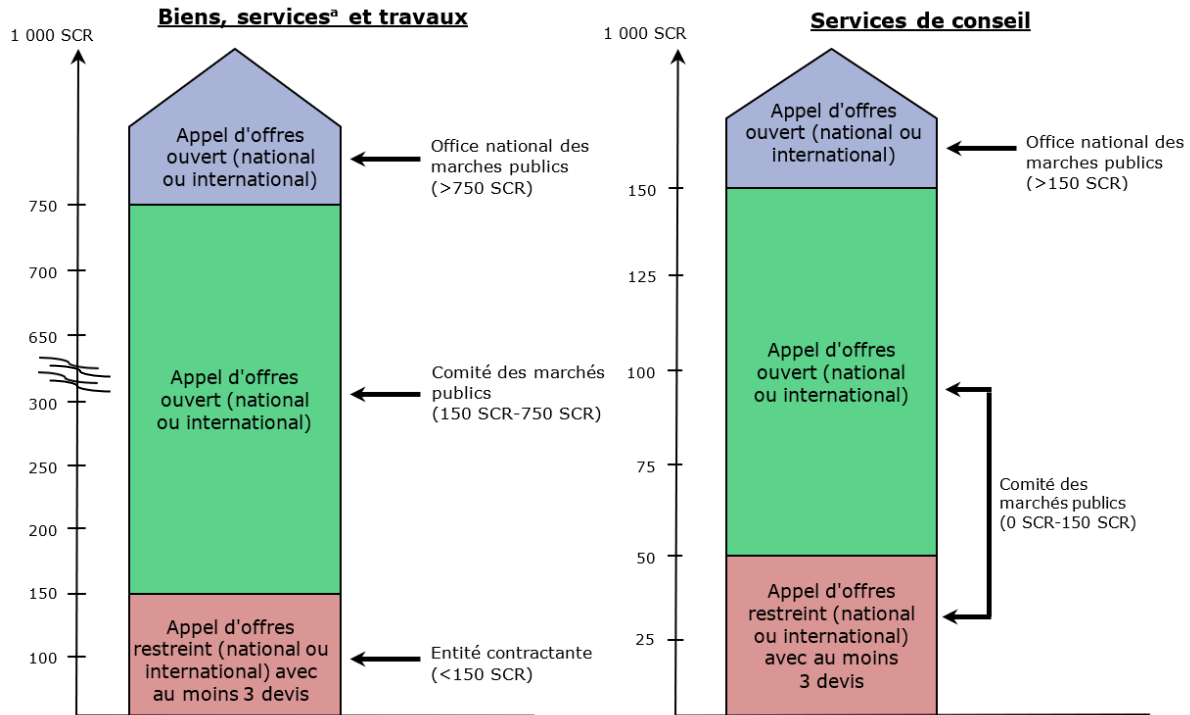 Biens, servicesª et travaux
1 000 SCR
Appel d'offres
ouvert (national
ou international)
Office national des
marches publics
(>750 SCR)
750
700
650
300
250
200
150
100
Appel d'offres
ouvert (national
ou international)
Comité des marchés
publics
(150 SCR-750 SCR)
Appel d'offres
restreint (national ou
international) avec
au moins 3 devis
Entité contractante
(<150 SCR)
Services de conseil
1 000 SCR
Appel d'offres
ouvert (national ou
international)
Office national des
marches publics
(>150 SCR)
150
125
100
75
50
25
Appel d'offres
ouvert (national
ou international)
Comité des
marchés publics
(0 SCR-150 SCR)
Appel d'offres
restreint (national
ou international)
avec au moins
3 devis